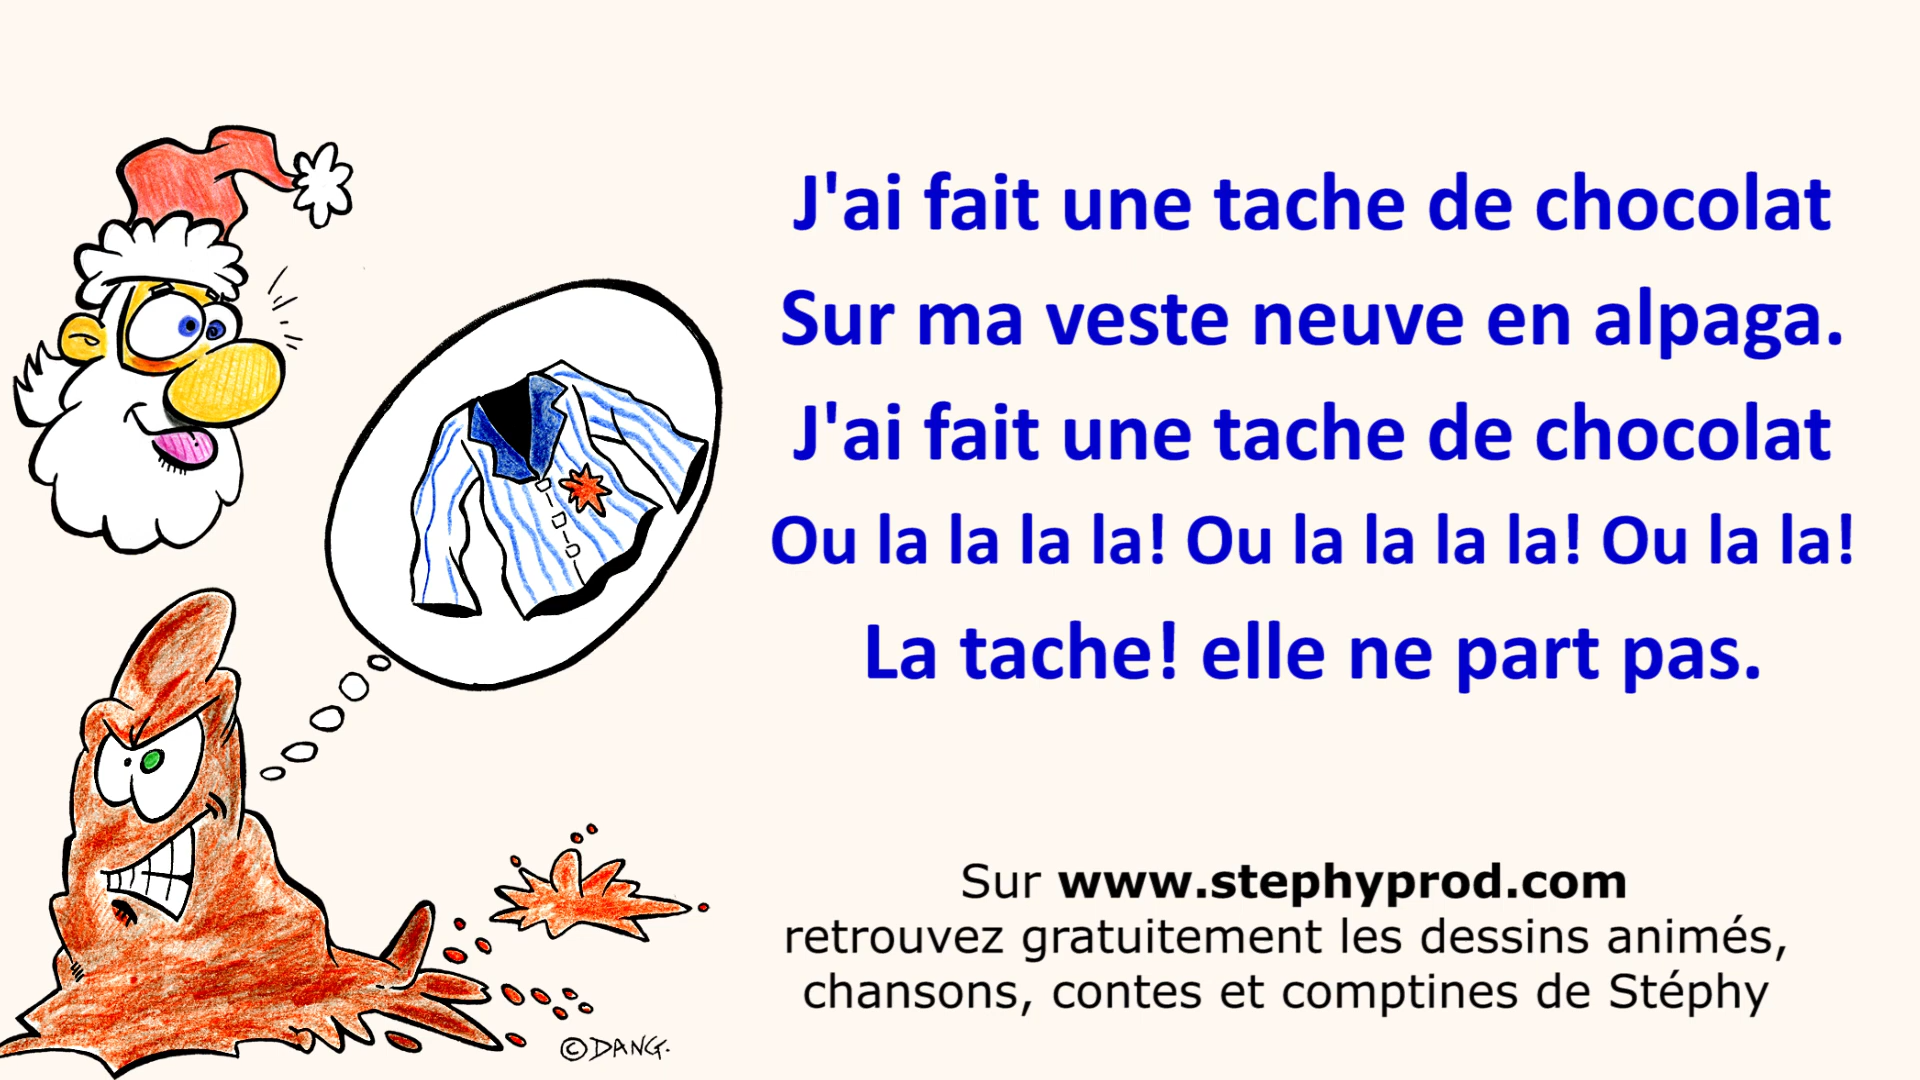 J'ai fait une tache de chocolat
Sur ma veste neuve en alpaga.
J'ai fait une tache de chocolat
Ou la la la la! Ou la la la la! Ou la la!
La tache! elle ne part pas.
Sur www.stephyprod.com
retrouvez gratuitement les dessins animés,
chansons, contes et comptines de Stéphy
©DANG.